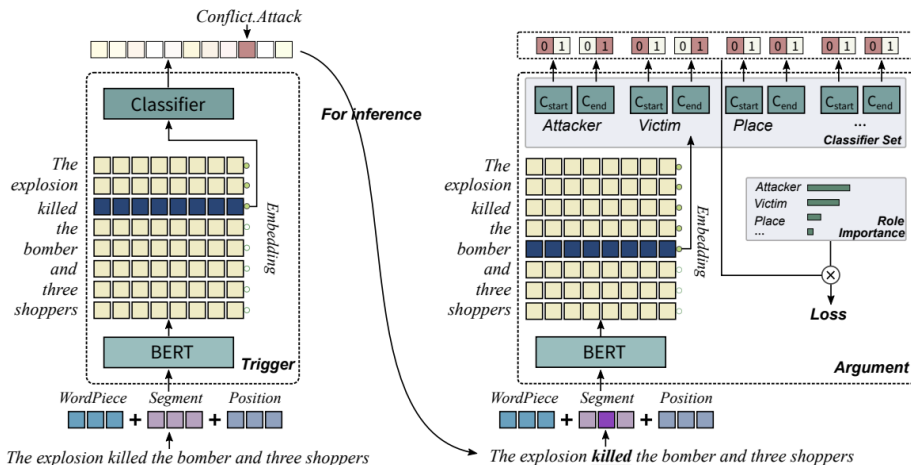 Conflict.Attack
Classifier
For inference
The
explosion
killed
the
bomber
and
three
shoppers
Embedding
BERT
Trigger
WordPiece + Segment + Position
The explosion killed the bomber and three shoppers
0 1 0 1 0 1 0 1 0 1 0 1 0 1 0 1
Cstart Cend Cstart Cend Cstart Cend Cstart Cend
Attacker Victim Place ...
Classifier Set
The
explosion
killed
the
bomber
and
three
shoppers
Embedding
Attacker
Victim
Place
...
Role
Importance
Loss
BERT
Argument
WordPiece + Segment + Position
The explosion killed the bomber and three shoppers